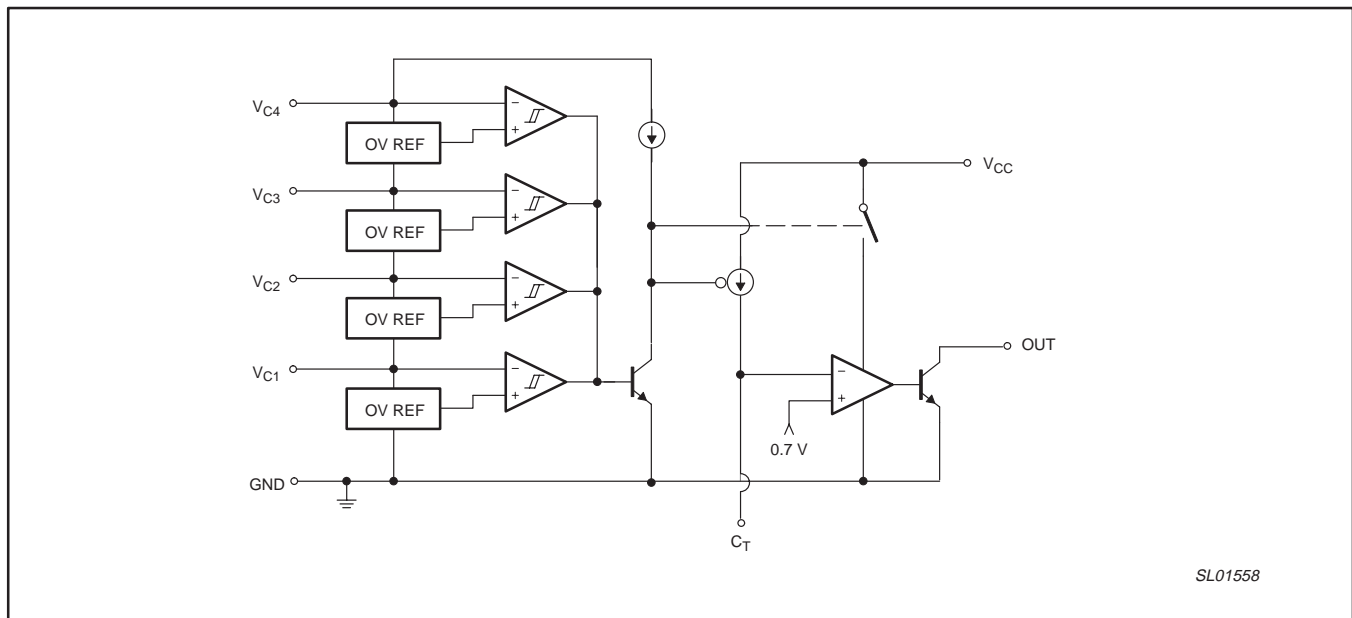 VC4
− +
OV REF
VC3
− +
OV REF
VCC
VC2
− +
OV REF
VC1
− +
OV REF
OUT
− +
0.7 V
GND
CT
SL01558